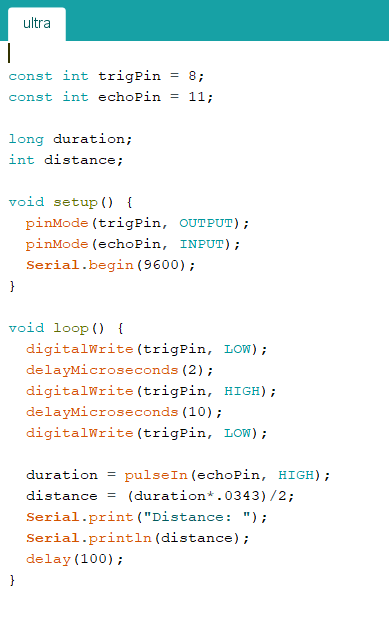 ultra
const int trigPin = 8;
const int echoPin = 11;
long duration;
int distance;
void setup() {
  pinMode(trigPin, OUTPUT);
  pinMode(echoPin, INPUT);
  Serial.begin(9600);
}
void loop() {
  digitalWrite(trigPin, LOW);
  delayMicroseconds(2);
  digitalWrite(trigPin, HIGH);
  delayMicroseconds(10);
  digitalWrite(trigPin, LOW);
  duration = pulseIn(echoPin, HIGH);
  distance = (duration*.0343)/2;
  Serial.print("Distance: ");
  Serial.println(distance);
  delay(100);
}